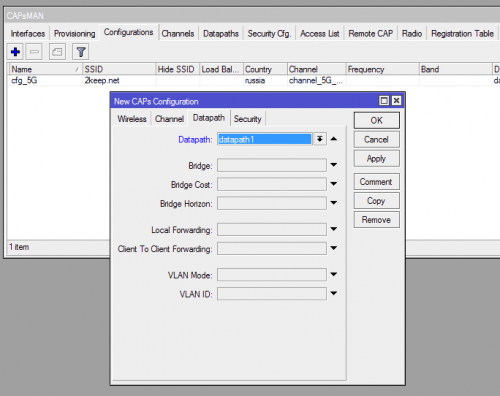 CAPsMAN
Interfaces Provisioning Configurations Channels Datapaths Security Cfg. Access List Remote CAP Radio Registration Table
Name SSID Hide SSID Load Bal... Country Channel Frequency Band D
cfg_5G 2keep.net russia channel_5G_... da
New CAPs Configuration
Wireless Channel Datapath Security
Datapath: datapath1
Bridge:
Bridge Cost:
Bridge Horizon:
Local Forwarding:
Client To Client Forwarding:
VLAN Mode:
VLAN ID:
OK
Cancel
Apply
Comment
Copy
Remove
1 item